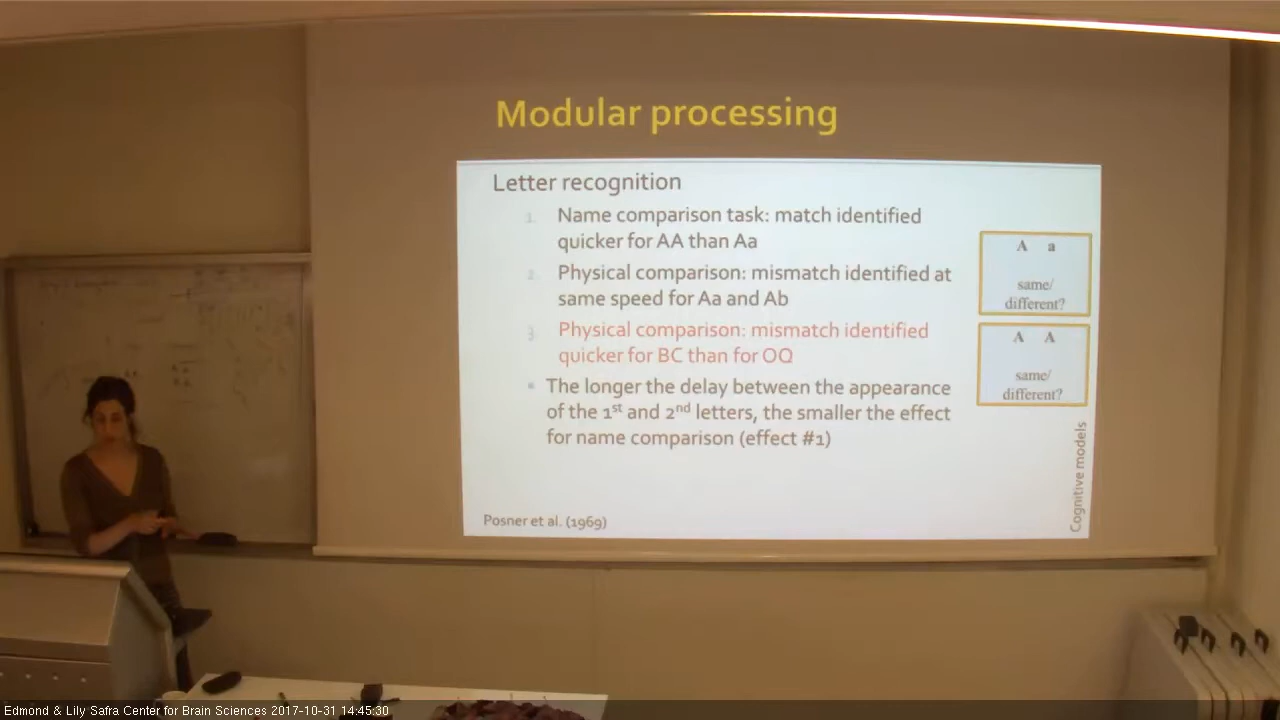 Modular processing
Letter recognition
1. Name comparison task: match identified
quicker for AA than Aa
2. Physical comparison: mismatch identified at
same speed for Aa and Ab
3. Physical comparison: mismatch identified
quicker for BC than for OQ
▪ The longer the delay between the appearance
of the 1st and 2nd letters, the smaller the effect
for name comparison (effect #1)
A a
same/
different?
A A
same/
different?
Cognitive models
Posner et al. (1969)
Edmond & Lily Safra Center for Brain Sciences 2017-10-31 14:45:30